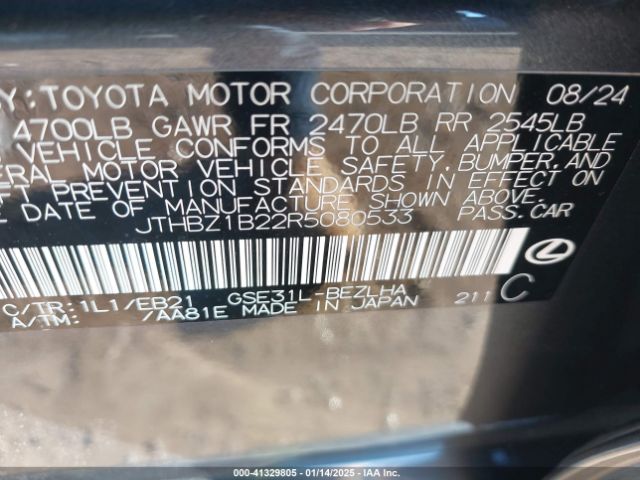 BY: TOYOTA MOTOR CORPORATION 08/24
4700LB GAWR FR 2470LB RR 2545LB
VEHICLE CONFORMS TO ALL APPLICABLE
ERAL MOTOR VEHICLE SAFETY, BUMPER, AND
FT PREVENTION STANDARDS IN EFFECT ON
E DATE OF MANUFACTURE SHOWN ABOVE.
JTHBZ1B22R5080533 PASS.CAR
C/TR:1L1/EB21 GSE31L-BEZLHA 211 C
A/TM: /AA81E MADE IN JAPAN
000-41329805 | 01/14/2025 | IAA Inc.